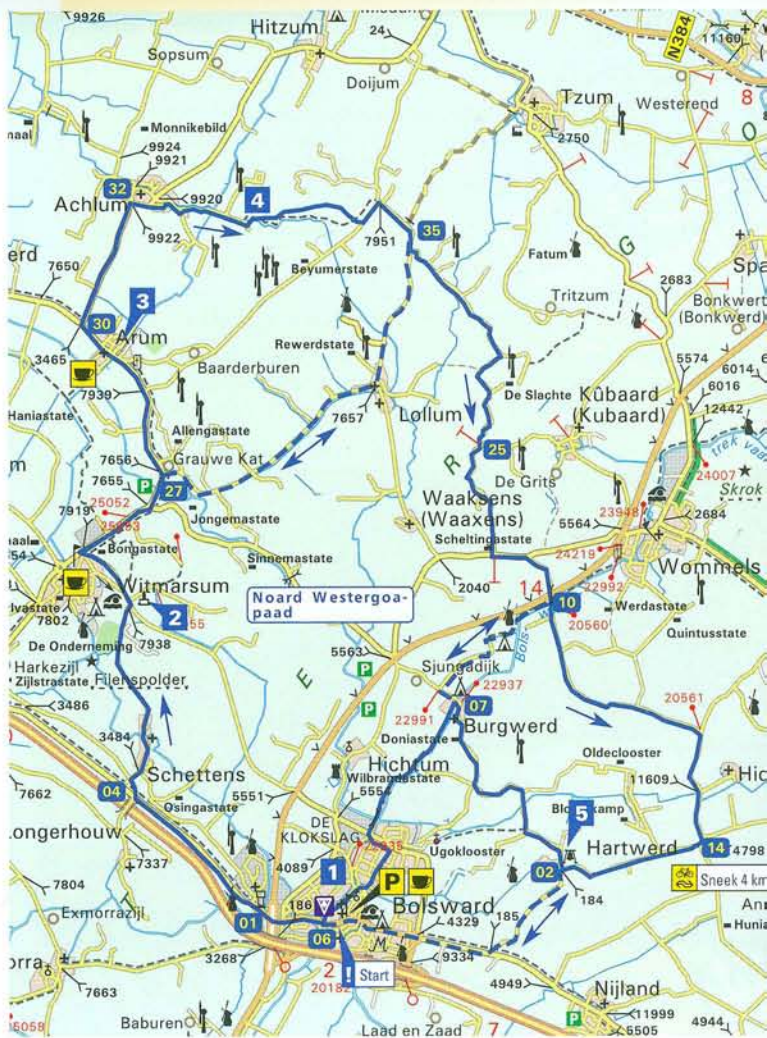 9926
Hitzum
24
11160
N384
Sopsum
Doijum
Tzum
Westerend
8
Monnikebild
2750
9924
9921
32
9920
4
Achlum
9922
7951
35
Fatum
G
7650
Beyumerstate
2683
3
Tritzum
Bonkwert
(Bonkwerd)
30
Arum
3465
Rewerdstate
Baarderburen
5574
6014
6016
7939
De Slachte
Kûbaard
(Kubaard)
12442
Haniastate
7657
Lollum
Allengastate
trek vaar
7656
Grauwe Kat
R
25
24007
7655
27
De Grits
Skrok
25052
Waaksens
(Waaxens)
23948
7919
Jongemastate
5564
2684
Bongastate
Scheltingastate
24219
Sinnemastate
Wommels
Witmarsum
2040
14
22992
Noard Westergoa-
paad
10
Werdastate
7802
2
20560
De Onderneming
7938
Quintusstate
5563
Sjungadijk
Harkezijl
Zijlstrastate
Filenspolder
E
22937
20561
3486
22991
07
Burgwerd
3484
Doniastate
Oldeclooster
Schettens
Hichtum
11609
04
Wilbrandastate
7662
Osingastate
5551
5554
5
DE
KLOKSLAG
Longerhouw
Hartwerd
14
4798
7337
4089
1
Ugoklooster
02
Sneek 4 km
7804
186
P
184
Bolsward
185
Exmorrazijl
01
06
4329
3268
M
9334
2
! Start
20182
4949
Nijland
7663
11999
Baburen
Laad en Zaad
7
5505
4944